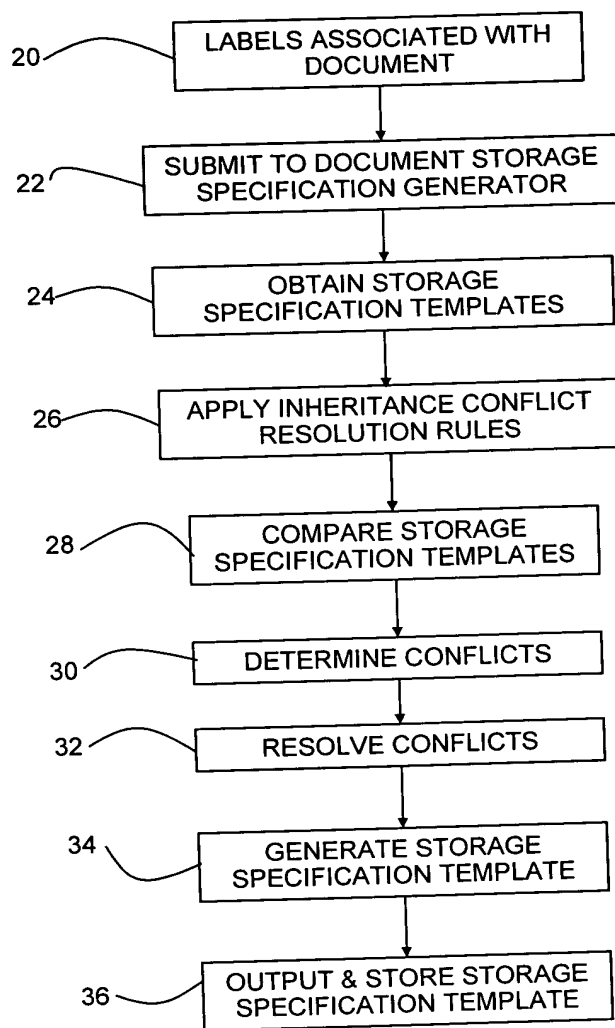 20
LABELS ASSOCIATED WITH
DOCUMENT
22
SUBMIT TO DOCUMENT STORAGE
SPECIFICATION GENERATOR
24
OBTAIN STORAGE
SPECIFICATION TEMPLATES
26
APPLY INHERITANCE CONFLICT
RESOLUTION RULES
28
COMPARE STORAGE
SPECIFICATION TEMPLATES
30
DETERMINE CONFLICTS
32
RESOLVE CONFLICTS
34
GENERATE STORAGE
SPECIFICATION TEMPLATE
36
OUTPUT & STORE STORAGE
SPECIFICATION TEMPLATE